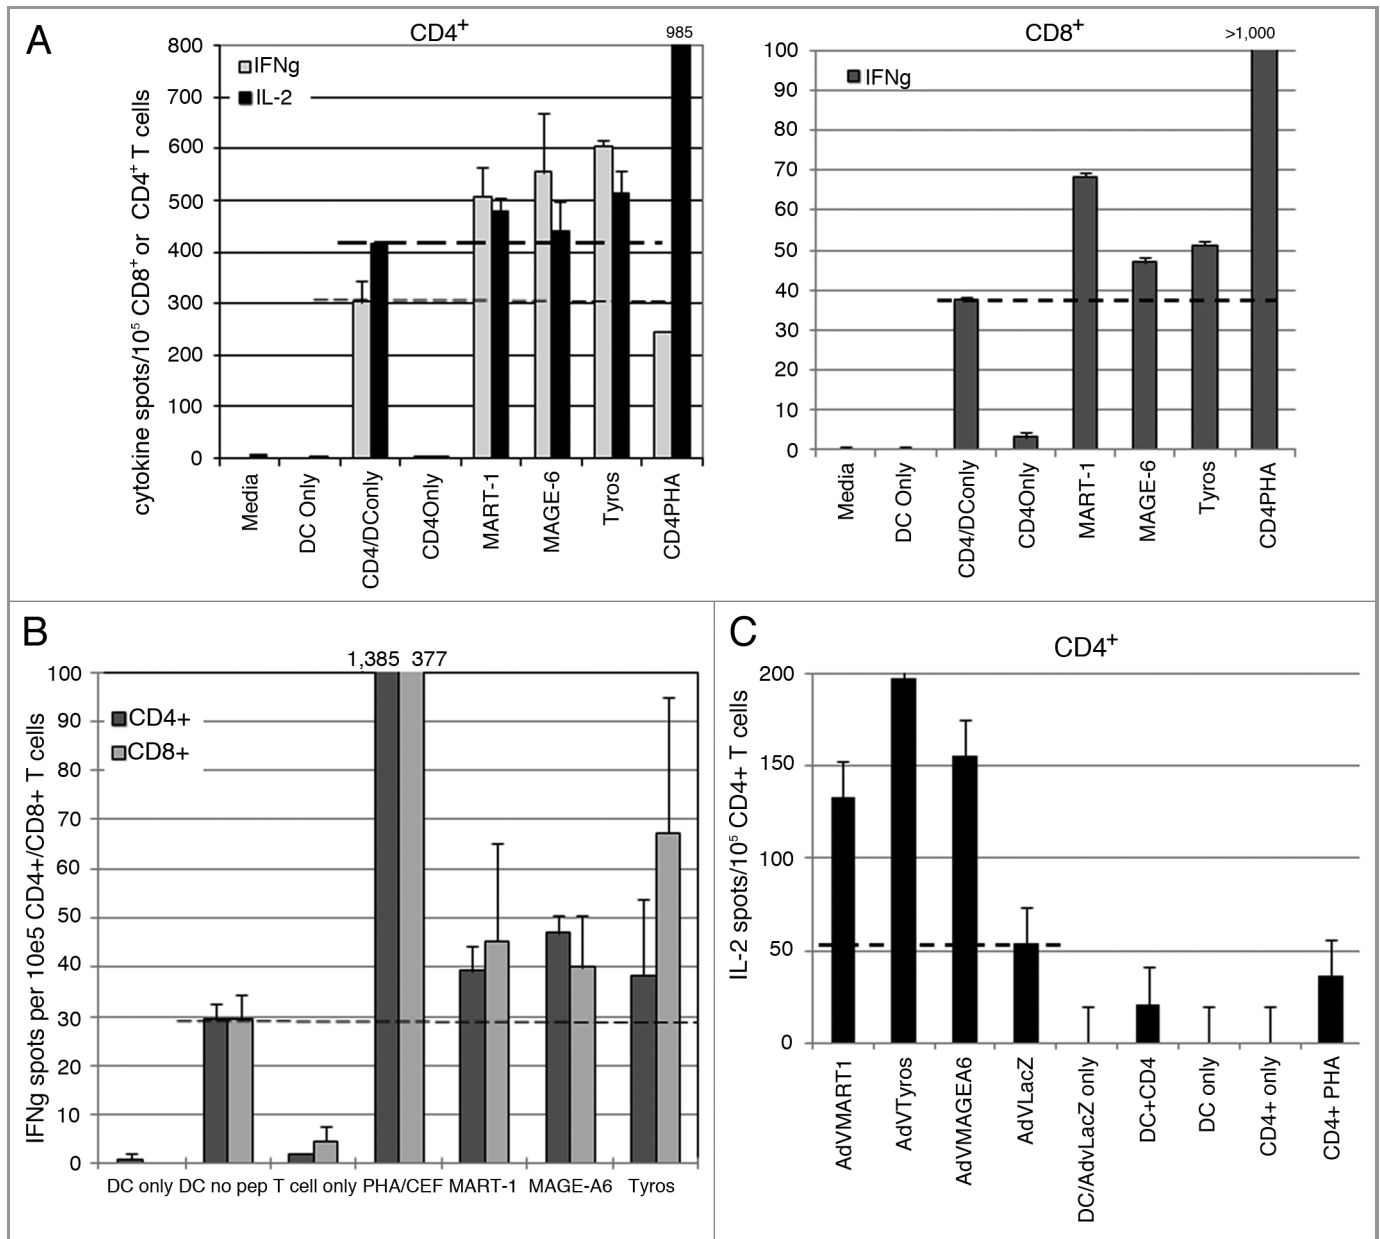 A
CD4⁺
985
CD8⁺
>1,000
cytokine spots/10⁵ CD8⁺ or CD4⁺ T cells
800
700
600
500
400
300
200
100
0
IFNg
IL-2
Media
DC Only
CD4/DConly
CD4Only
MART-1
MAGE-6
Tyros
CD4PHA
100
90
80
70
60
50
40
30
20
10
0
IFNg
Media
DC Only
CD4/DConly
CD4Only
MART-1
MAGE-6
Tyros
CD4PHA
B
1,385 377
IFNg spots per 10e5 CD4+/CD8+ T cells
100
90
80
70
60
50
40
30
20
10
0
CD4+
CD8+
DC only DC no pep T cell only PHA/CEF MART-1 MAGE-A6 Tyros
C
CD4⁺
IL-2 spots/10⁵ CD4+ T cells
200
150
100
50
0
AdVMART1
AdVTyros
AdVMAGEA6
AdVLacZ
DC/AdvLacZ only
DC+CD4
DC only
CD4+ only
CD4+ PHA